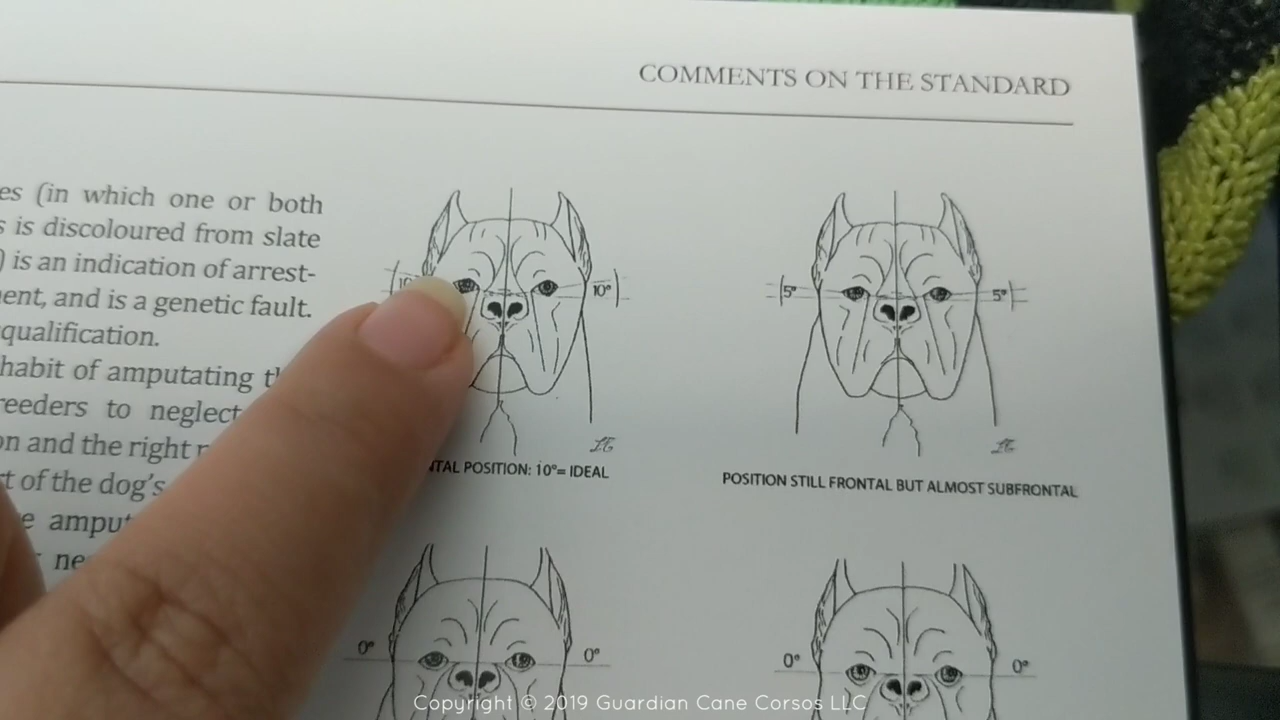 COMMENTS ON THE STANDARD
es (in which one or both
s is discoloured from slate
) is an indication of arrest-
ent, and is a genetic fault.
qualification.
habit of amputating
reeders to neglect
on and the right
t of the dog's
e
10°
5°
5°
POSITION: 10°= IDEAL
POSITION STILL FRONTAL BUT ALMOST SUBFRONTAL
0°
0°
0°
0°
Copyright © 2019 Guardian Cane Corsos LLC